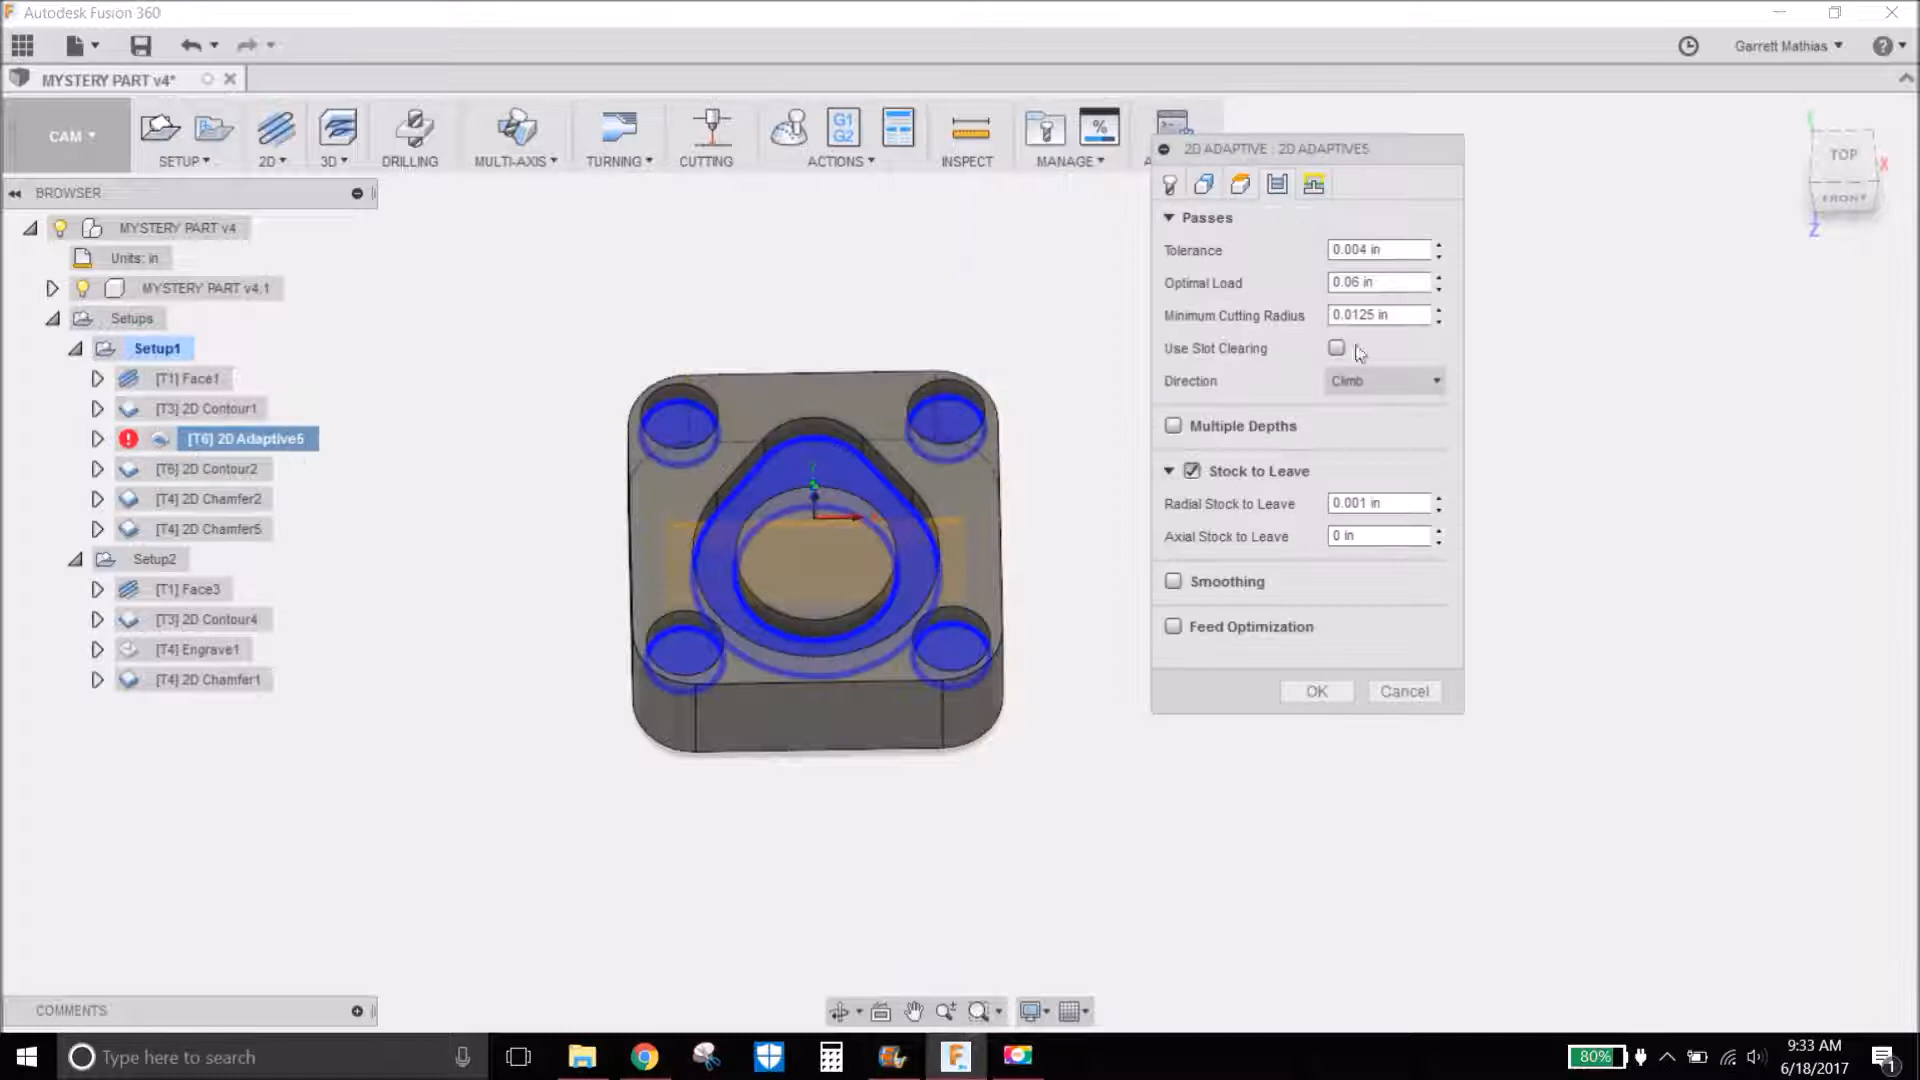 Autodesk Fusion 360
Garrett Mathias
MYSTERY PART v4*
CAM
SETUP
2D
3D
DRILLING
MULTI-AXIS
TURNING
CUTTING
G1
G2
ACTIONS
INSPECT
%
MANAGE
BROWSER
MYSTERY PART v4
Units: in
MYSTERY PART v4:1
Setups
Setup1
[T1] Face1
[T3] 2D Contour1
[T6] 2D Adaptive5
[T6] 2D Contour2
[T4] 2D Chamfer2
[T4] 2D Chamfer5
Setup2
[T1] Face3
[T3] 2D Contour4
[T4] Engrave1
[T4] 2D Chamfer1
2D ADAPTIVE : 2D ADAPTIVE5
Passes
Tolerance 0.004 in
Optimal Load 0.06 in
Minimum Cutting Radius 0.0125 in
Use Slot Clearing
Direction Climb
Multiple Depths
Stock to Leave
Radial Stock to Leave 0.001 in
Axial Stock to Leave 0 in
Smoothing
Feed Optimization
OK Cancel
TOP
FRONT
X
Z
Y
COMMENTS
Type here to search
80%
9:33 AM
6/18/2017
1